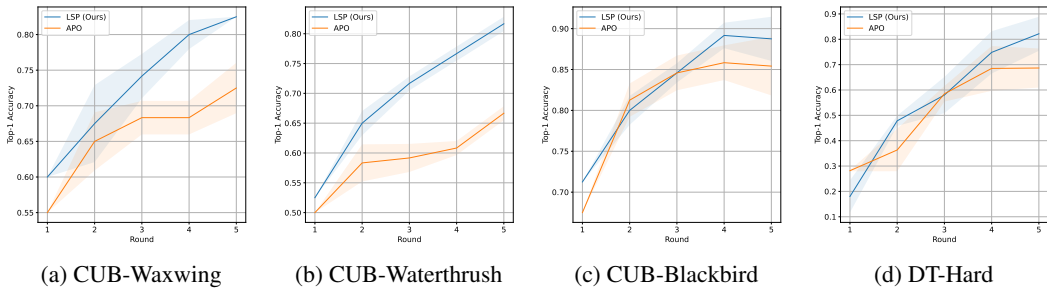 LSP (Ours)
APO
Top-1 Accuracy
0.80
0.75
0.70
0.65
0.60
0.55
1 2 3 4 5
Round
(a) CUB-Waxwing
LSP (Ours)
APO
Top-1 Accuracy
0.80
0.75
0.70
0.65
0.60
0.55
0.50
1 2 3 4 5
Round
(b) CUB-Waterthrush
LSP (Ours)
APO
Top-1 Accuracy
0.90
0.85
0.80
0.75
0.70
1 2 3 4 5
Round
(c) CUB-Blackbird
LSP (Ours)
APO
Top-1 Accuracy
0.9
0.8
0.7
0.6
0.5
0.4
0.3
0.2
0.1
1 2 3 4 5
Round
(d) DT-Hard